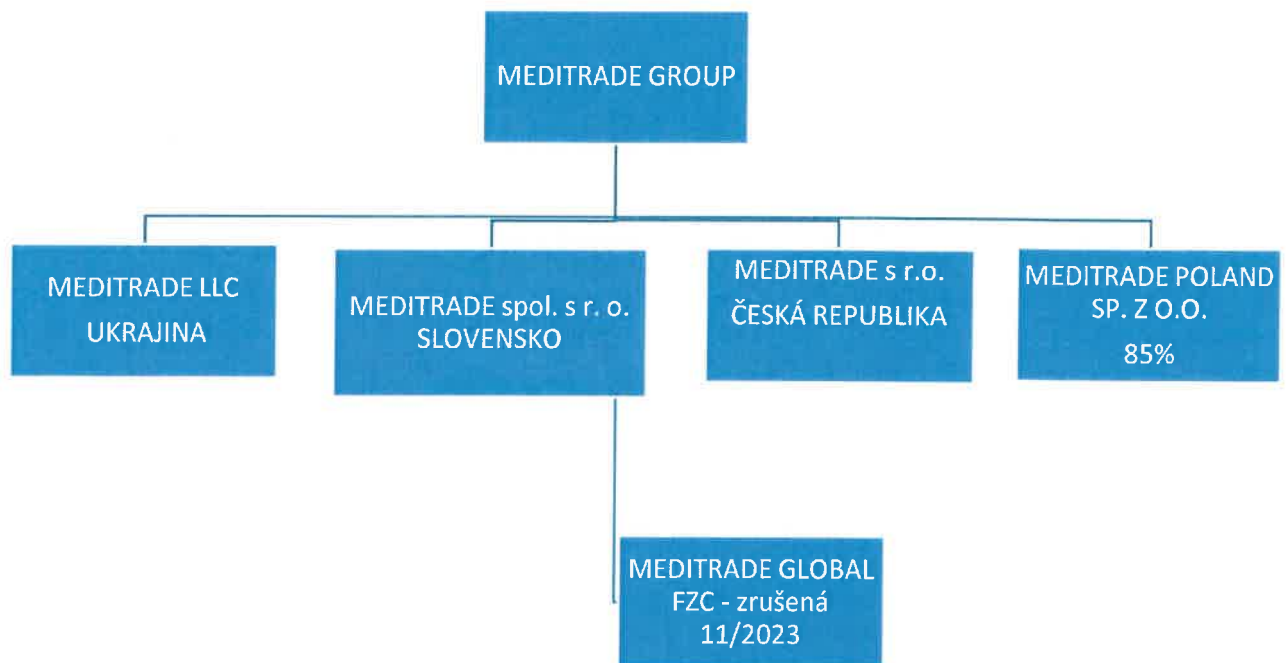 MEDITRADE GROUP
MEDITRADE LLC
UKRAJINA
MEDITRADE spol. s r. o.
SLOVENSKO
MEDITRADE s r.o.
ČESKÁ REPUBLIKA
MEDITRADE POLAND
SP. Z O.O.
85%
MEDITRADE GLOBAL
FZC - zrušená
11/2023